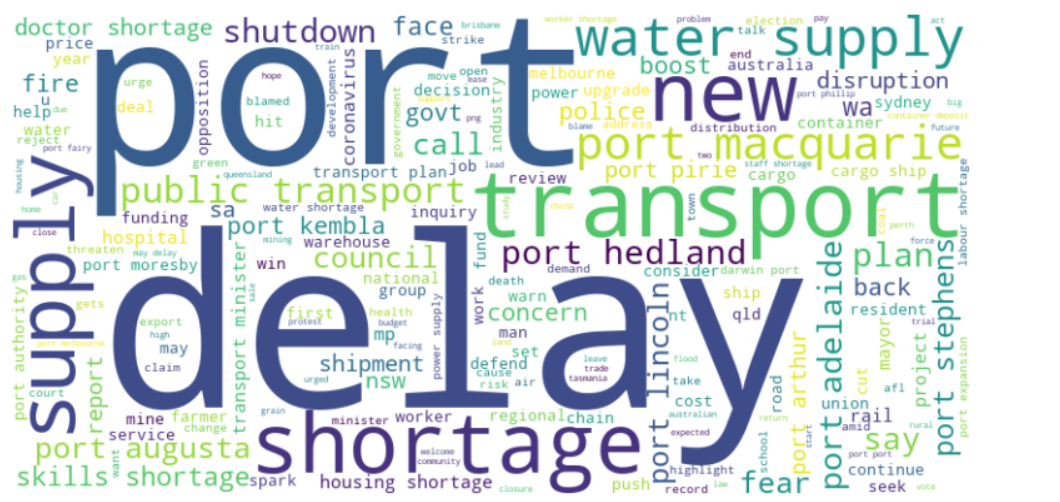 doctor shortage
shutdown
face
brisbane
strike
worker shortage
problem
talk
election
pay
act
price
year
port
water supply
fire
u
help
due
urge
deal
hope
blamed
hit
train
development
opposition
coronavirus
move
open
ease
decision
support
png
govt
government
industry
melbourne
power
upgrade
police
blame
address
boost
end
australia
new
port phillip
disruption
wa
sydney
big
container
container deposit
future
distribution
water
reject
port fairy
green
queensland
call
job
lead
transport plan
review
two
port macquarie
port pirie
staff shortage
cargo
cargo ship
housing
home
car
supply
public transport
transport
study
china
town
coal
perth
labour shortage
close
funding
sa
water shortage
inquiry
port kembla
hospital
threaten
may delay
mining
warehouse
port moresby
win
council
national
fund
port hedland
demand
consider
darwin port
force
plan
port adelaide
port stephens
gas
gets
port authority
port melbourne
export
high
may
claim
court
report
transport minister
sale
delay
first
protest
health
budget
facing
mp
group
power supply
work
death
warn
concern
man
land
urged
shipment
nsw
defend
set
cause
risk
air
leave
trade
tasmania
port lincoln
nt
ship
qld
flood
take
cost
road
back
resident
mayor
trial
project
port expansion
cut
afl
rural
union
rail
amid
port arthur
mine
farmer
change
service
grain
minister
worker
regional
chain
australian
port augusta
want
shortage
welcome
community
expected
school
return
start
port port
say
skills shortage
spark
housing shortage
closure
push
record
highlight
law
fear
vote
continue
seek